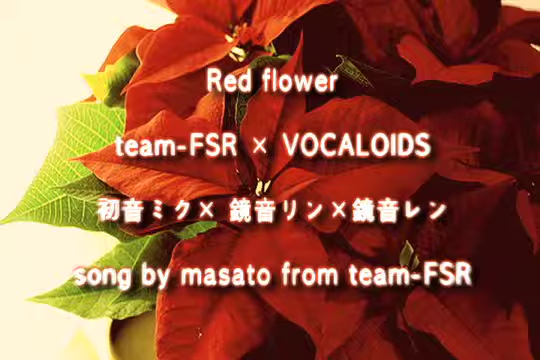 Red flower
team-FSR × VOCALOIDS
初音ミク× 鏡音リン×鏡音レン
song by masato from team-FSR